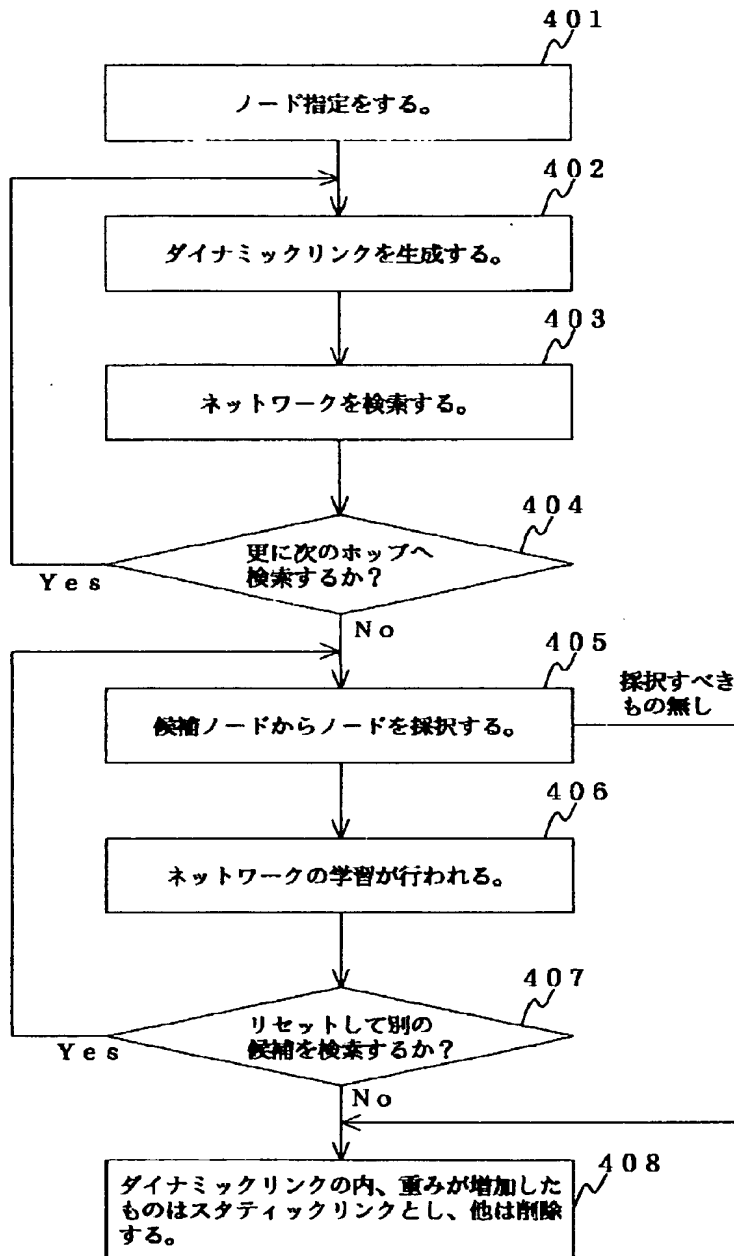 ４０１
ノード指定をする。
４０２
ダイナミックリンクを生成する。
４０３
ネットワークを検索する。
４０４
更に次のホップへ
検索するか？
Ｙｅｓ
Ｎｏ
４０５
採択すべき
もの無し
候補ノードからノードを採択する。
４０６
ネットワークの学習が行われる。
４０７
リセットして別の
候補を検索するか？
Ｙｅｓ
Ｎｏ
４０８
ダイナミックリンクの内、重みが増加した
ものはスタティックリンクとし、他は削除
する。